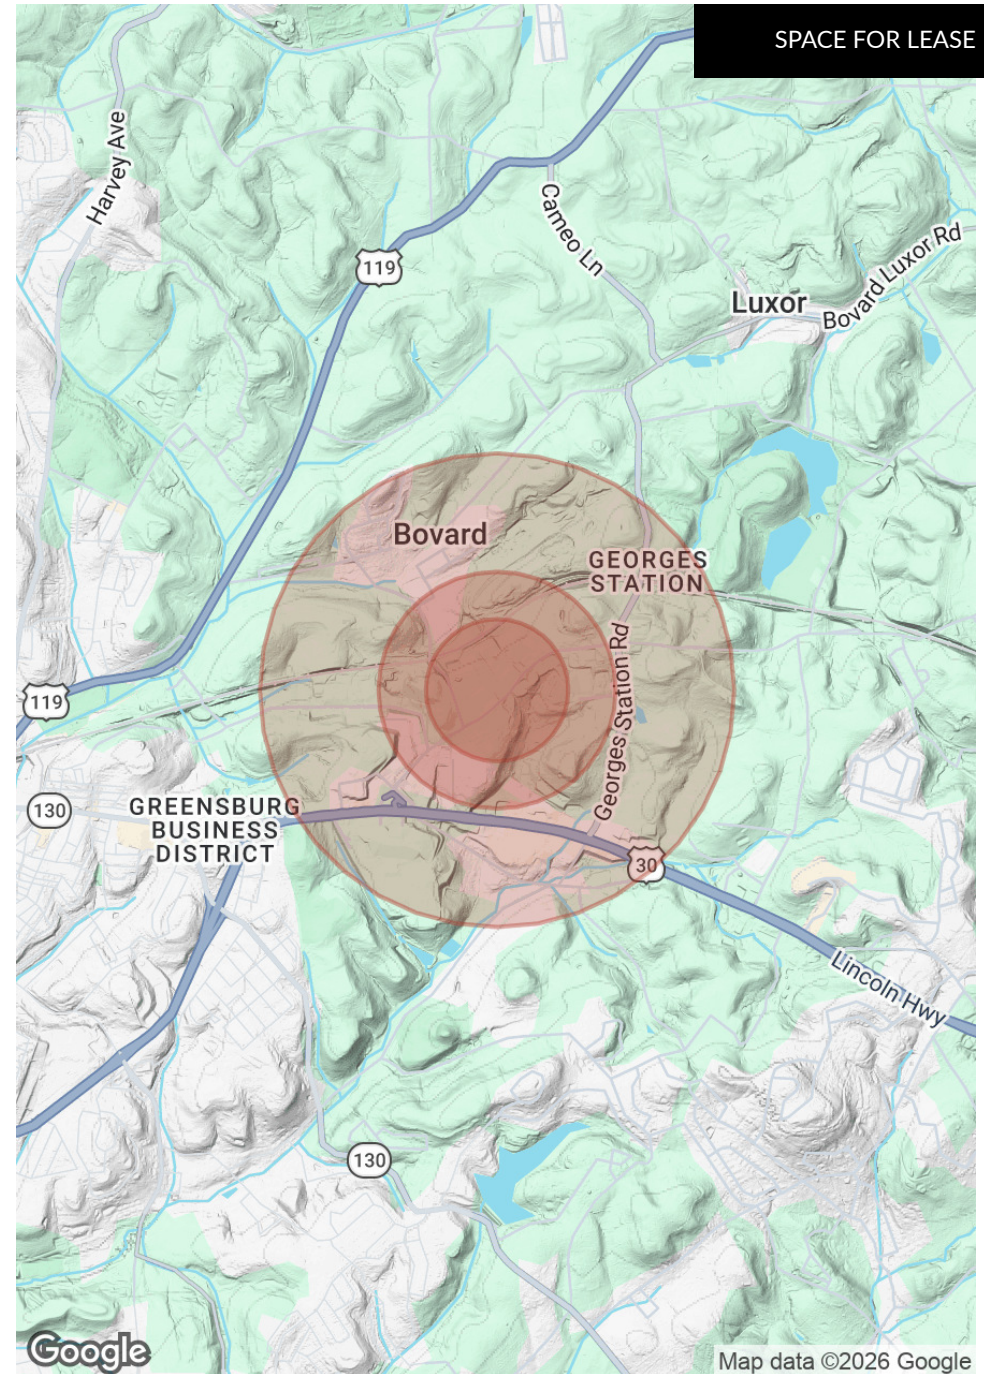 SPACE FOR LEASE
Harvey Ave
Cameo Ln
119
Bovard Luxor Rd
Luxor
Bovard
GEORGES
STATION
Georges Station Rd
119
130
GREENSBURG
BUSINESS
DISTRICT
30
Lincoln Hwy
130
Google
Map data ©2026 Google